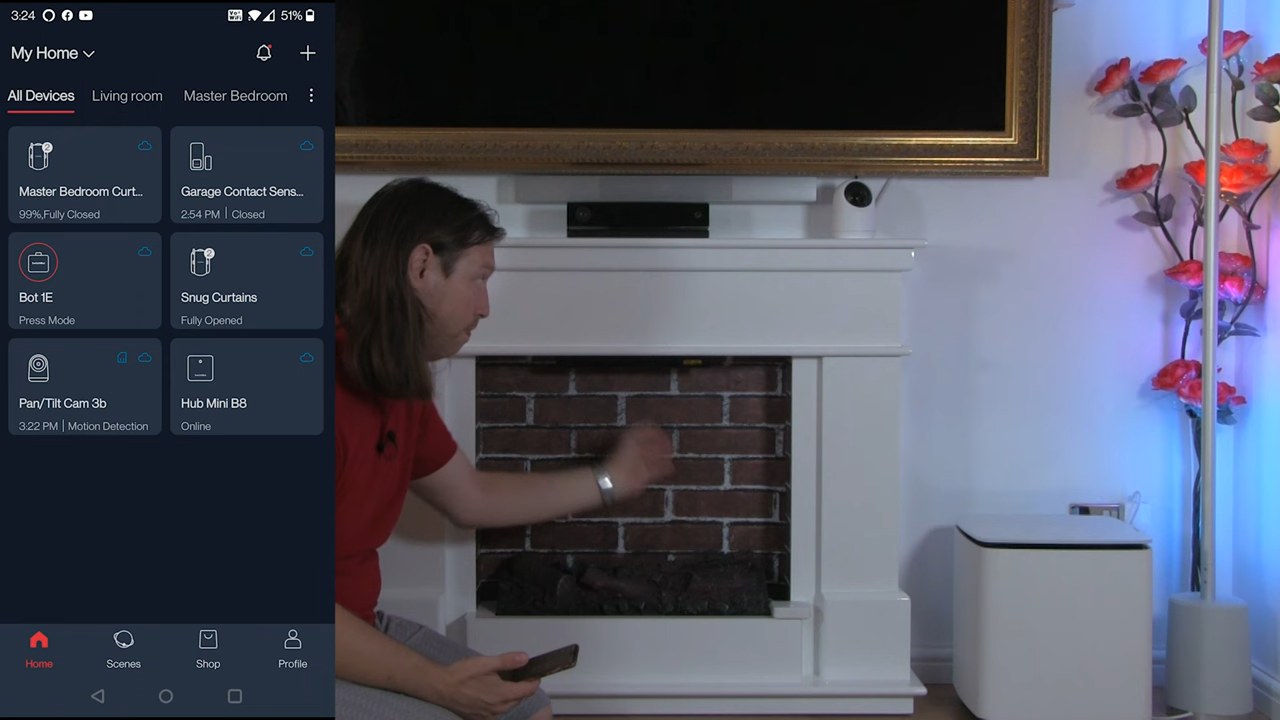 3:24 51%
My Home
All Devices Living room Master Bedroom
Master Bedroom Curt...
99%,Fully Closed
Garage Contact Sens...
2:54 PM | Closed
Bot 1E
Press Mode
Snug Curtains
Fully Opened
Pan/Tilt Cam 3b
3:22 PM | Motion Detection
Hub Mini B8
Online
Home Scenes Shop Profile